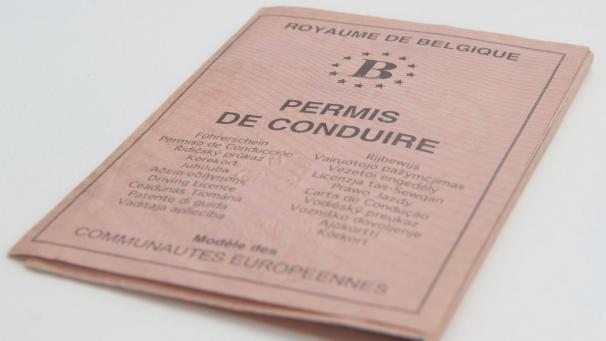 ROYAUME DE BELGIQUE
B
PERMIS
DE CONDUIRE
Führerschein
Permiso de Conducción
Řidičský průkaz
Korekort
Juhiluba
Άδεια οδήγησης
Driving Licence
Ceadúnas Tiomána
Patente di guida
Vadītāja apliecība
Rijbewijs
Vairuotojo pažymėjimas
Vezetői engedély
Liċenzja tas-Sewqan
Prawo Jazdy
Carta de Condução
Vodičský preukaz
Vozniško dovoljenje
Ajokortti
Körkort
Modèle des
COMMUNAUTES EUROPEENNES